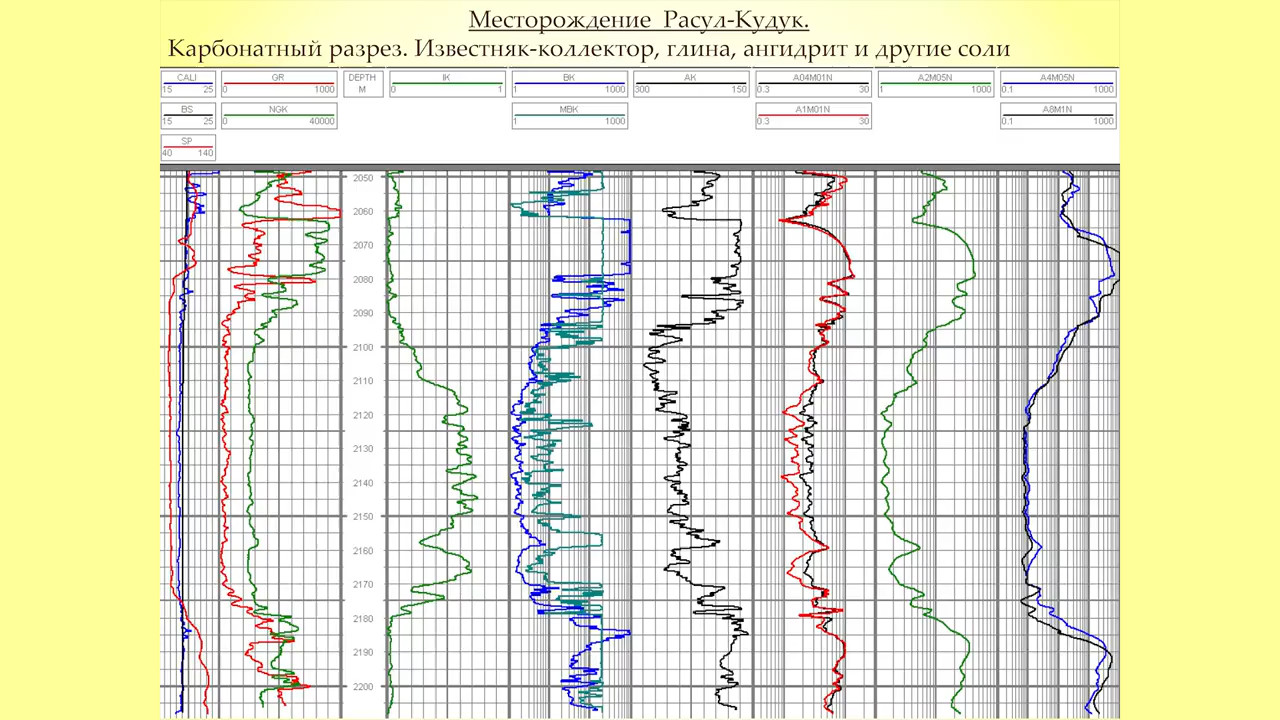 Месторождение Расул-Кудук.
Карбонатный разрез. Известняк-коллектор, глина, ангидрит и другие соли
CALI GR DEPTH IK BK AK A04M01N A2M05N A4M05N
15 25 0 1000 M 0 1 1 1000 300 150 0.3 30 1 1000 0.1 1000
BS NGK MBK A1M01N A8M1N
15 25 0 40000 1 1000 0.3 30 0.1 1000
SP
40 140
2050
2060
2070
2080
2090
2100
2110
2120
2130
2140
2150
2160
2170
2180
2190
2200